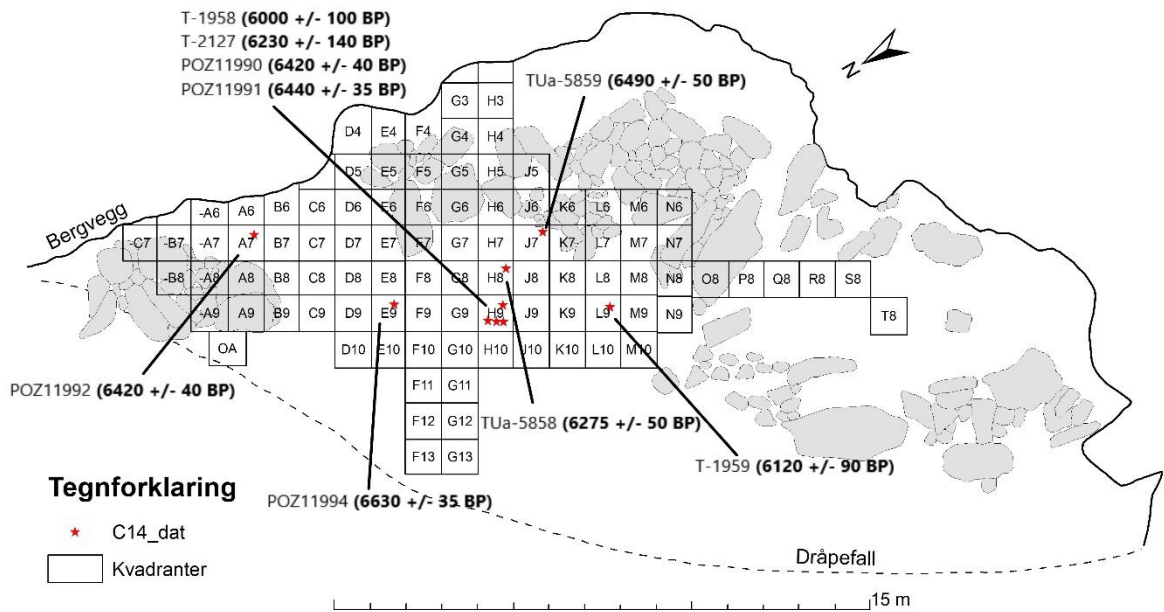 T-1958 (6000 +/- 100 BP)
T-2127 (6230 +/- 140 BP)
POZ11990 (6420 +/- 40 BP)
POZ11991 (6440 +/- 35 BP)
TUa-5859 (6490 +/- 50 BP)
N
G3 H3
D4 E4 F4 G4 H4
D5 E5 F5 G5 H5 J5
Bergvegg
-A6 A6 B6 C6 D6 E6 F6 G6 H6 J6 K6 L6 M6 N6
-C7 -B7 -A7 A7 B7 C7 D7 E7 F7 G7 H7 J7 K7 L7 M7 N7
-B8 -A8 A8 B8 C8 D8 E8 F8 G8 H8 J8 K8 L8 M8 N8 O8 P8 Q8 R8 S8
-A9 A9 B9 C9 D9 E9 F9 G9 H9 J9 K9 L9 M9 N9 T8
OA D10 E10 F10 G10 H10 J10 K10 L10 M10
F11 G11
F12 G12
F13 G13
POZ11992 (6420 +/- 40 BP)
TUa-5858 (6275 +/- 50 BP)
T-1959 (6120 +/- 90 BP)
POZ11994 (6630 +/- 35 BP)
Tegnforklaring
C14_dat
Kvadranter
Dråpefall
15 m